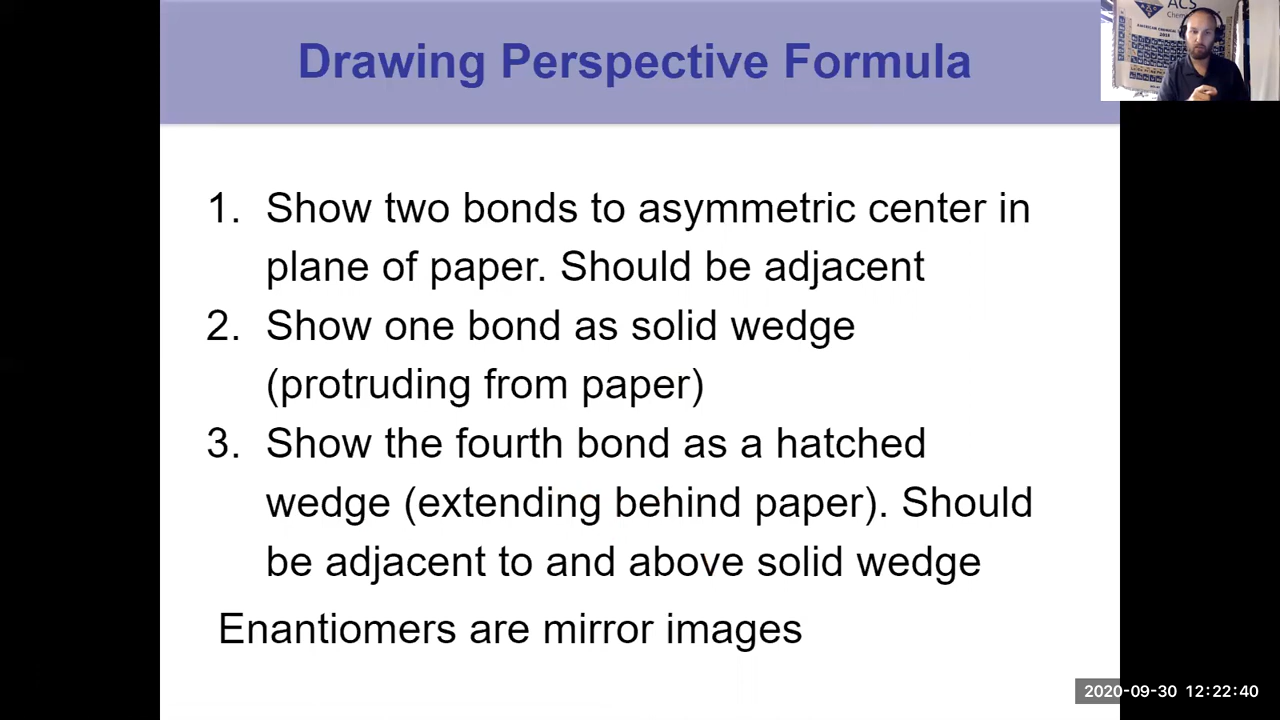 Drawing Perspective Formula
ACS
1. Show two bonds to asymmetric center in
plane of paper. Should be adjacent
2. Show one bond as solid wedge
(protruding from paper)
3. Show the fourth bond as a hatched
wedge (extending behind paper). Should
be adjacent to and above solid wedge
Enantiomers are mirror images
2020-09-30 12:22:40